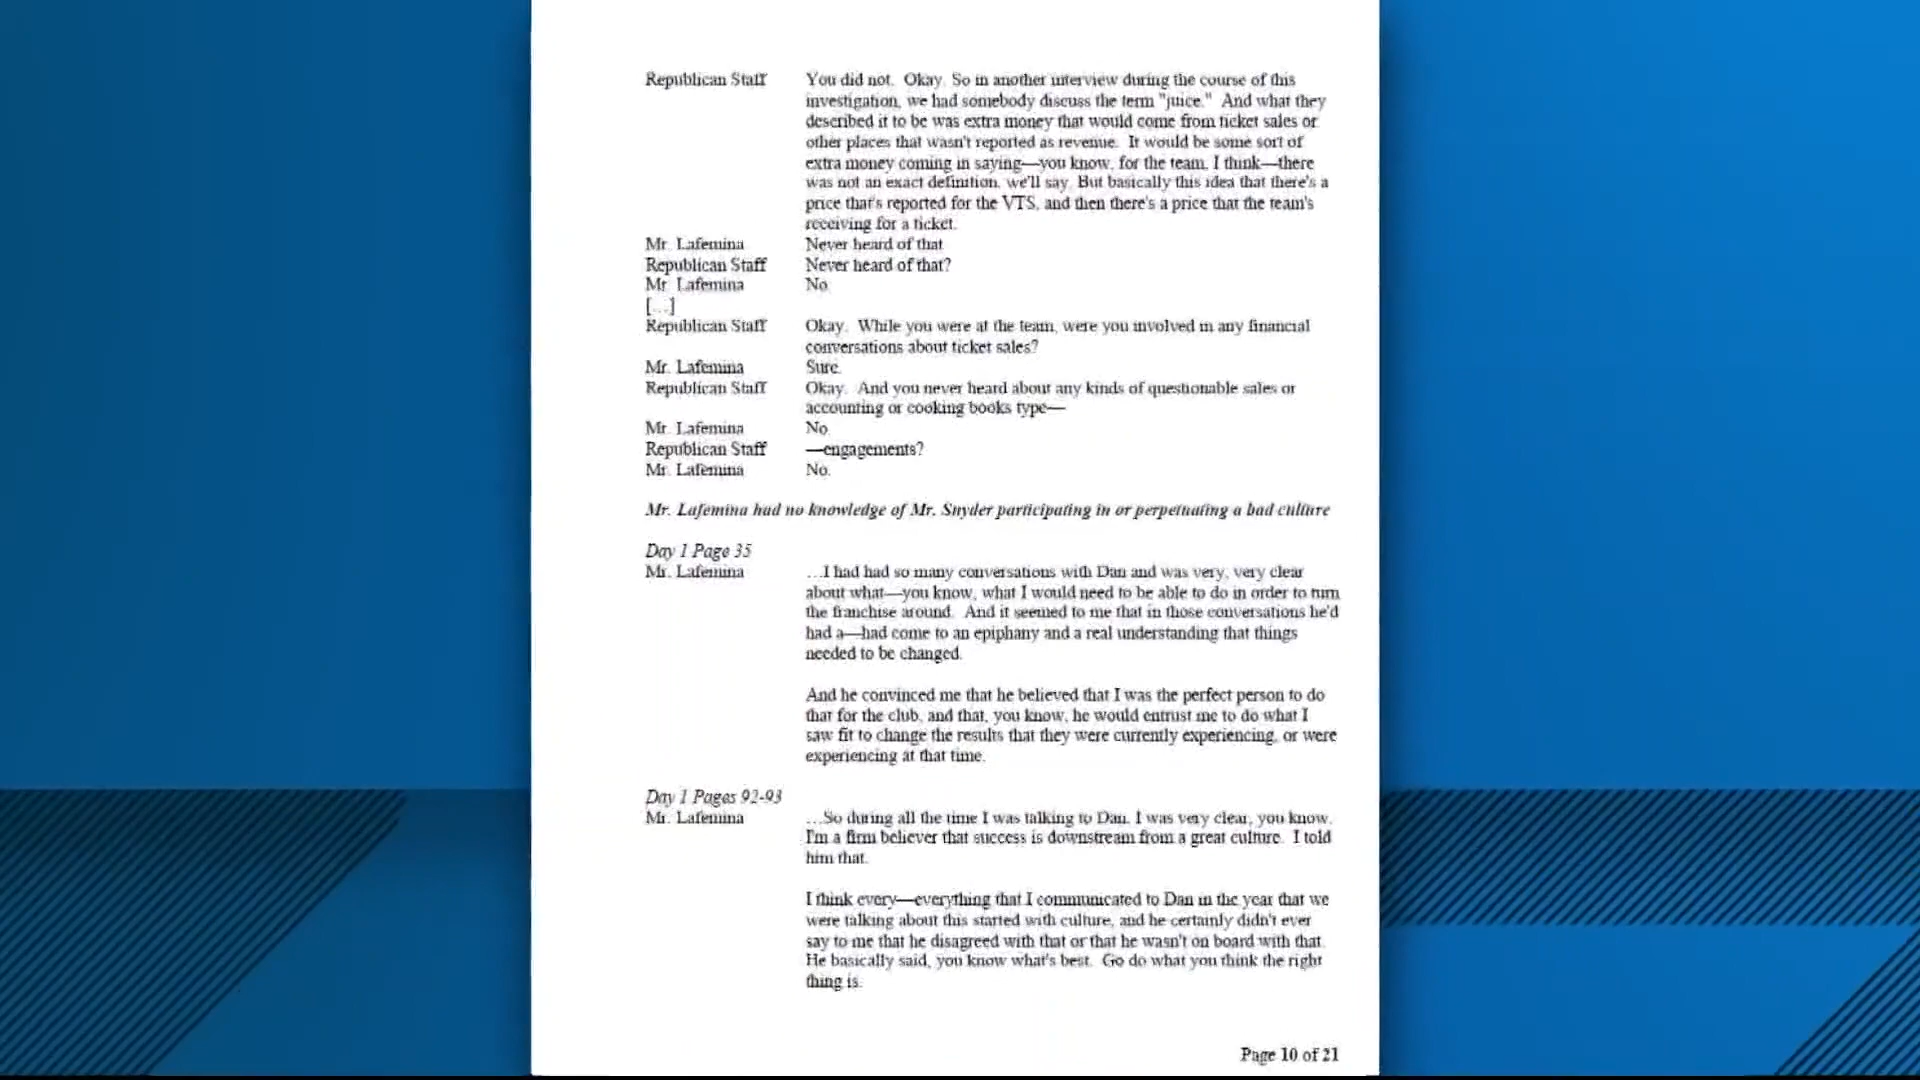 Republican Staff You did not. Okay. So in another interview during the course of this
investigation, we had somebody discuss the term "juice." And what they
described it to be was extra money that would come from ticket sales or
other places that wasn't reported as revenue. It would be some sort of
extra money coming in saying—you know, for the team, I think—there
was not an exact definition, we'll say. But basically this idea that there's a
price that's reported for the VTS, and then there's a price that the team's
receiving for a ticket.
Mr. Lafemina Never heard of that
Republican Staff Never heard of that?
Mr. Lafemina No.
[...]
Republican Staff Okay. While you were at the team, were you involved in any financial
conversations about ticket sales?
Mr. Lafemina Sure.
Republican Staff Okay. And you never heard about any kinds of questionable sales or
accounting or cooking books type—
Mr. Lafemina No.
Republican Staff —engagements?
Mr. Lafemina No.
Mr. Lafemina had no knowledge of Mr. Snyder participating in or perpetuating a bad culture
Day 1 Page 35
Mr. Lafemina ...I had had so many conversations with Dan and was very, very clear
about what—you know, what I would need to be able to do in order to turn
the franchise around. And it seemed to me that in those conversations he'd
had a—had come to an epiphany and a real understanding that things
needed to be changed.
And he convinced me that he believed that I was the perfect person to do
that for the club, and that, you know, he would entrust me to do what I
saw fit to change the results that they were currently experiencing, or were
experiencing at that time.
Day 1 Pages 92-93
Mr. Lafemina ...So during all the time I was talking to Dan, I was very clear, you know.
I'm a firm believer that success is downstream from a great culture. I told
him that.
I think every—everything that I communicated to Dan in the year that we
were talking about this started with culture, and he certainly didn't ever
say to me that he disagreed with that or that he wasn't on board with that.
He basically said, you know what's best. Go do what you think the right
thing is.
Page 10 of 21